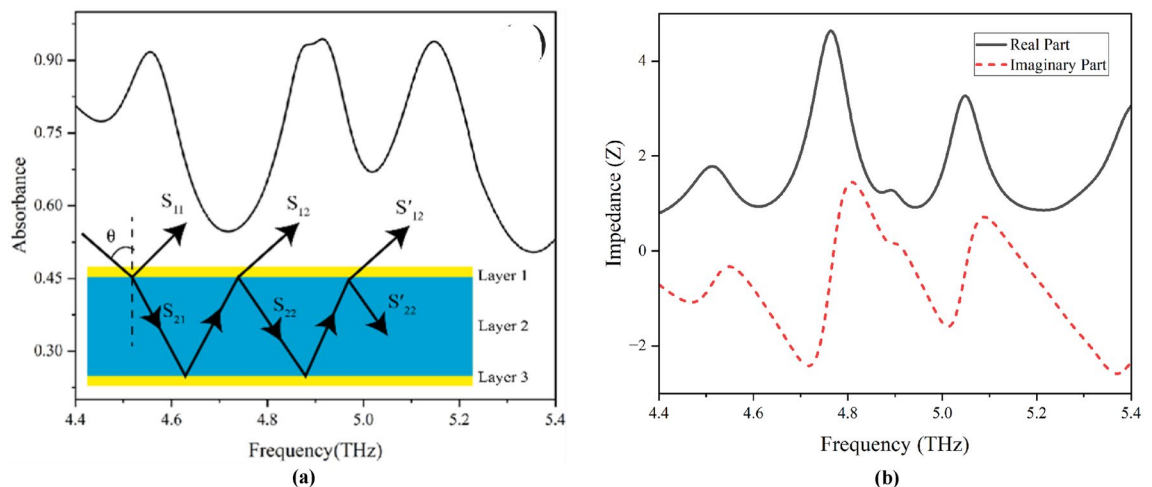 0.90
0.75
0.60
0.45
0.30
Absorbance
θ
S11
S12
S'12
S21
S22
S'22
Layer 1
Layer 2
Layer 3
4.4 4.6 4.8 5.0 5.2 5.4
Frequency(THz)
(a)
4
2
0
−2
Impedance (Z)
Real Part
Imaginary Part
4.4 4.6 4.8 5.0 5.2 5.4
Frequency (THz)
(b)